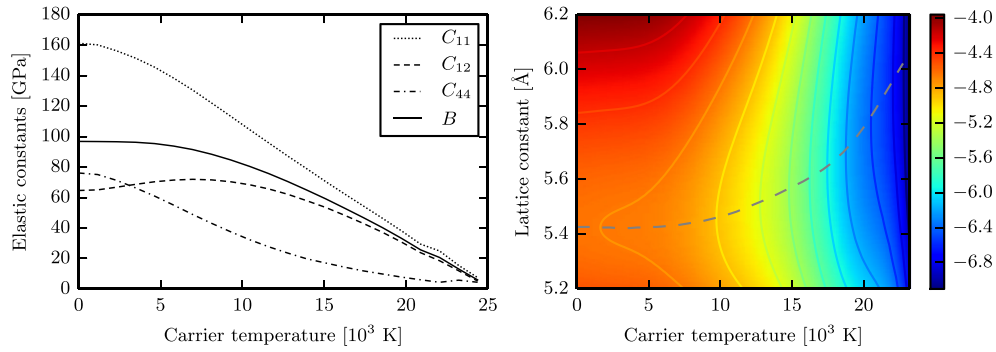 180
160
140
120
100
80
60
40
20
0
Elastic constants [GPa]
0 5 10 15 20 25
Carrier temperature [10³ K]
C₁₁
C₁₂
C₄₄
B
6.2
6.0
5.8
5.6
5.4
5.2
Lattice constant [Å]
0 5 10 15 20
Carrier temperature [10³ K]
−4.0
−4.4
−4.8
−5.2
−5.6
−6.0
−6.4
−6.8